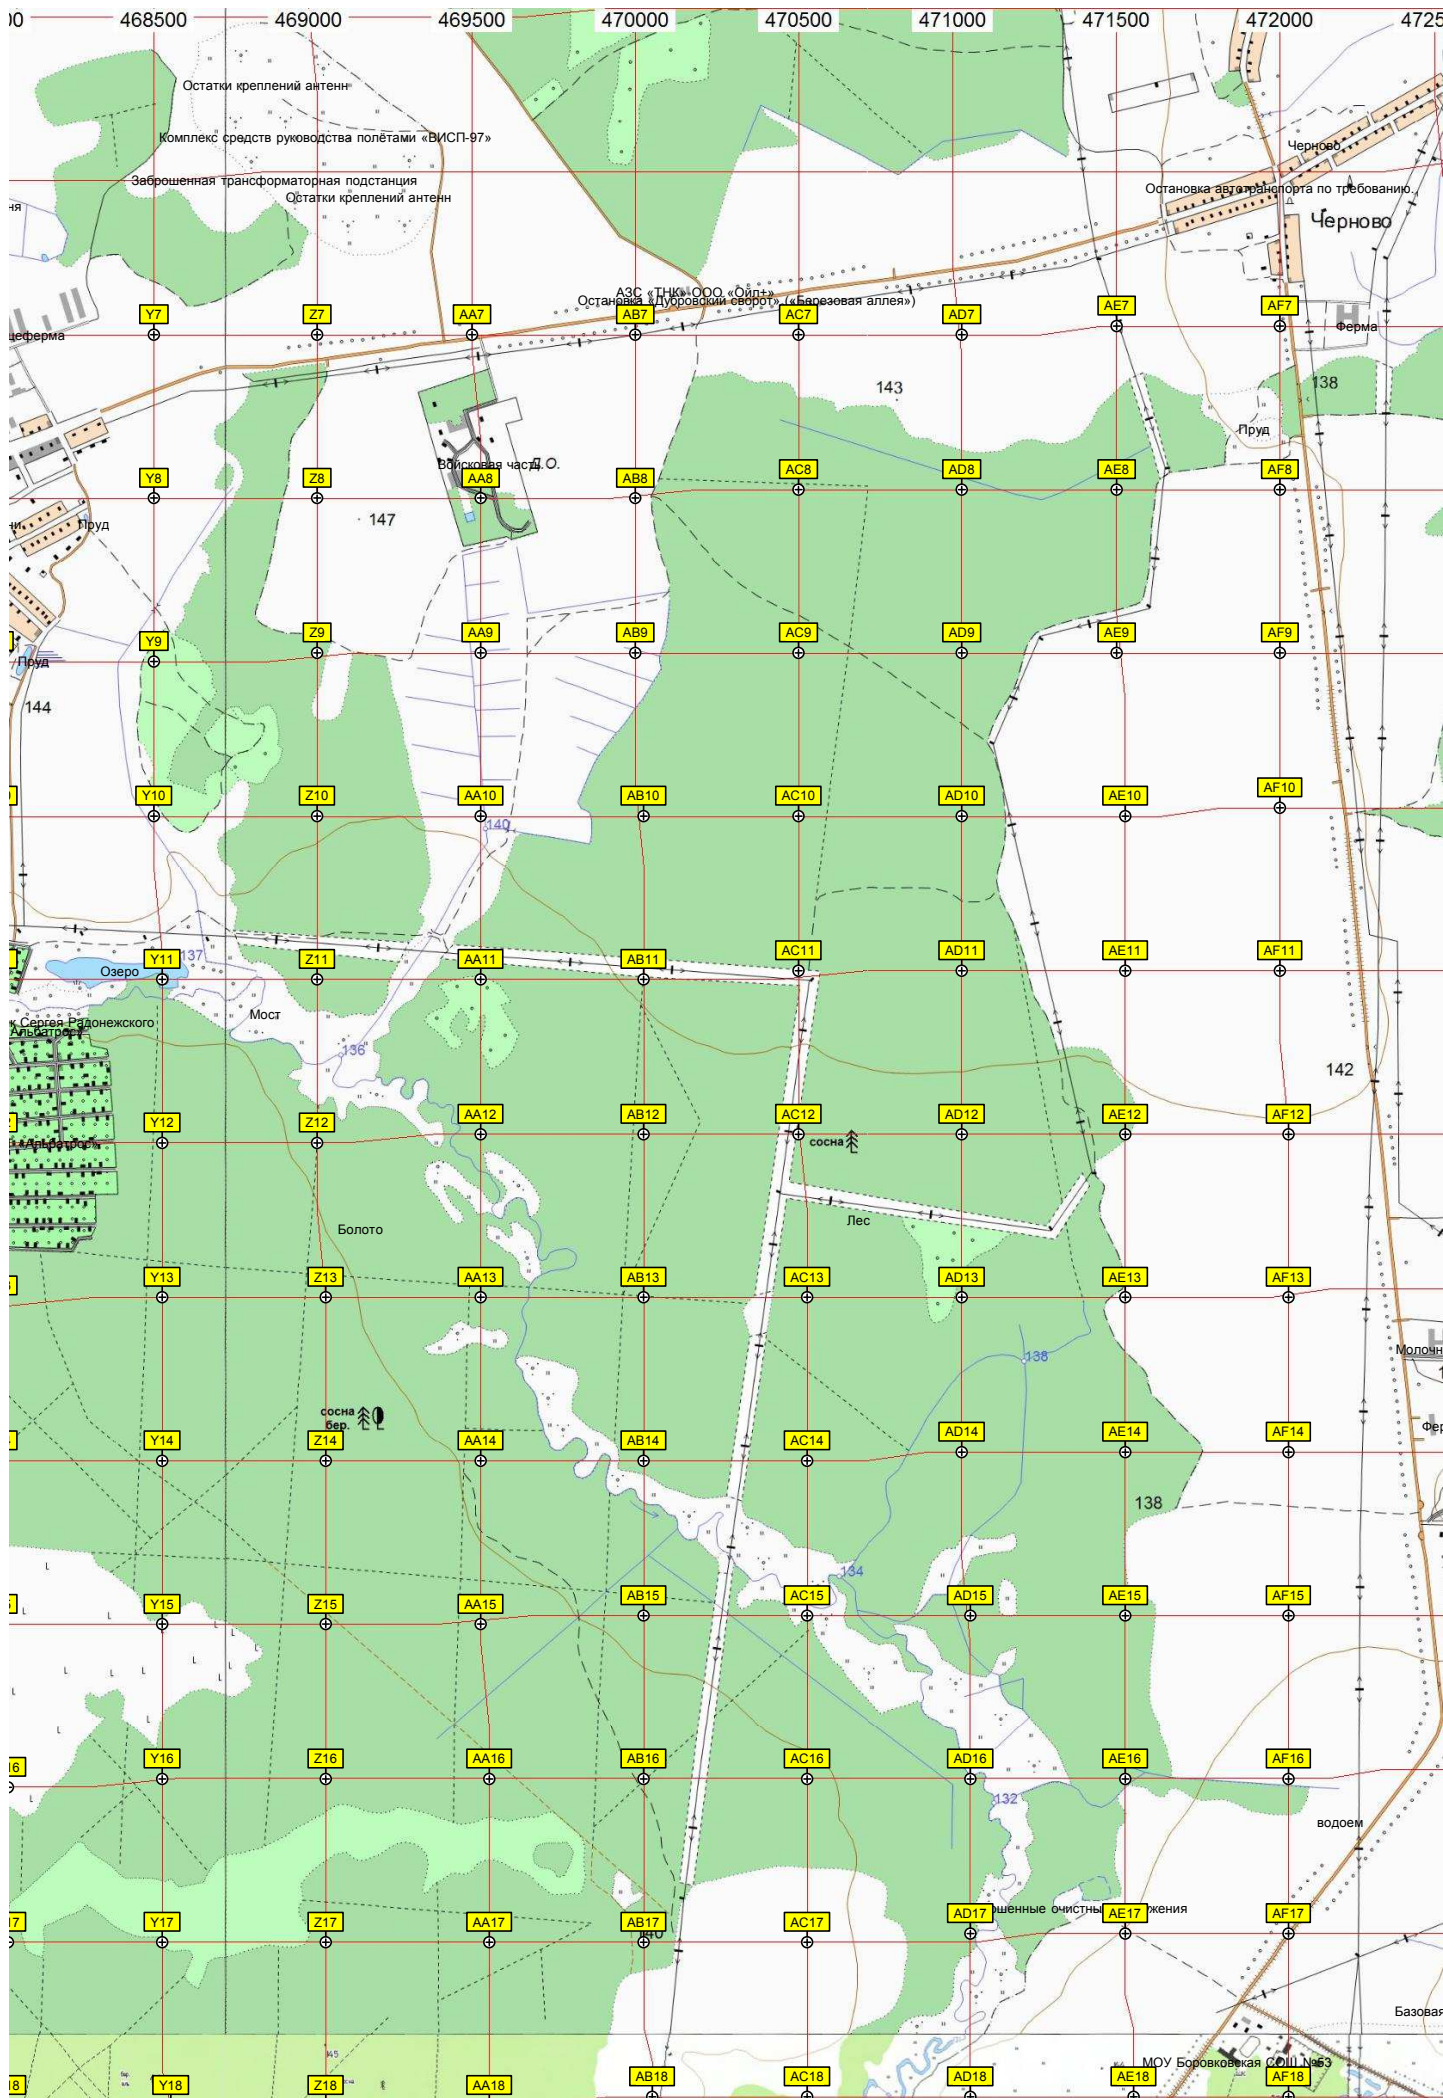 468500 469000 469500 470000 470500 471000 471500 472000
Остатки креплений антенн
Комплекс средств руководства полётами «ВИСП-97»
Черново
Заброшенная трансформаторная подстанция
Остановка автотранспорта по требованию.
Остатки креплений антенн
Черново
АЗС «ТНК» ООО «Ойл+»
Остановка «Дубровский сворот» («Березовая аллея»)
Y7 Z7 AA7 AB7 AC7 AD7 AE7 AF7
Ферма
143
138
Пруд
Войсковая часть
Д.О.
Y8 Z8 AA8 AB8 AC8 AD8 AE8 AF8
147
Пруд
Y9 Z9 AA9 AB9 AC9 AD9 AE9 AF9
Пруд
144
Y10 Z10 AA10 AB10 AC10 AD10 AE10 AF10
140
137
Y11 Z11 AA11 AB11 AC11 AD11 AE11 AF11
Озеро
Мост
Сергея Радонежского
Альбатрос
136
142
Y12 Z12 AA12 AB12 AC12 AD12 AE12 AF12
«Альбатрос»
сосна
Лес
Болото
Y13 Z13 AA13 AB13 AC13 AD13 AE13 AF13
138
сосна
бер.
Y14 Z14 AA14 AB14 AC14 AD14 AE14 AF14
138
134
Y15 Z15 AA15 AB15 AC15 AD15 AE15 AF15
Y16 Z16 AA16 AB16 AC16 AD16 AE16 AF16
132
водоем
Y17 Z17 AA17 AB17 AC17 AD17 AE17 AF17
Базовая
145
МОУ Боровковская СОШ №53
Y18 Z18 AA18 AB18 AC18 AD18 AE18 AF18